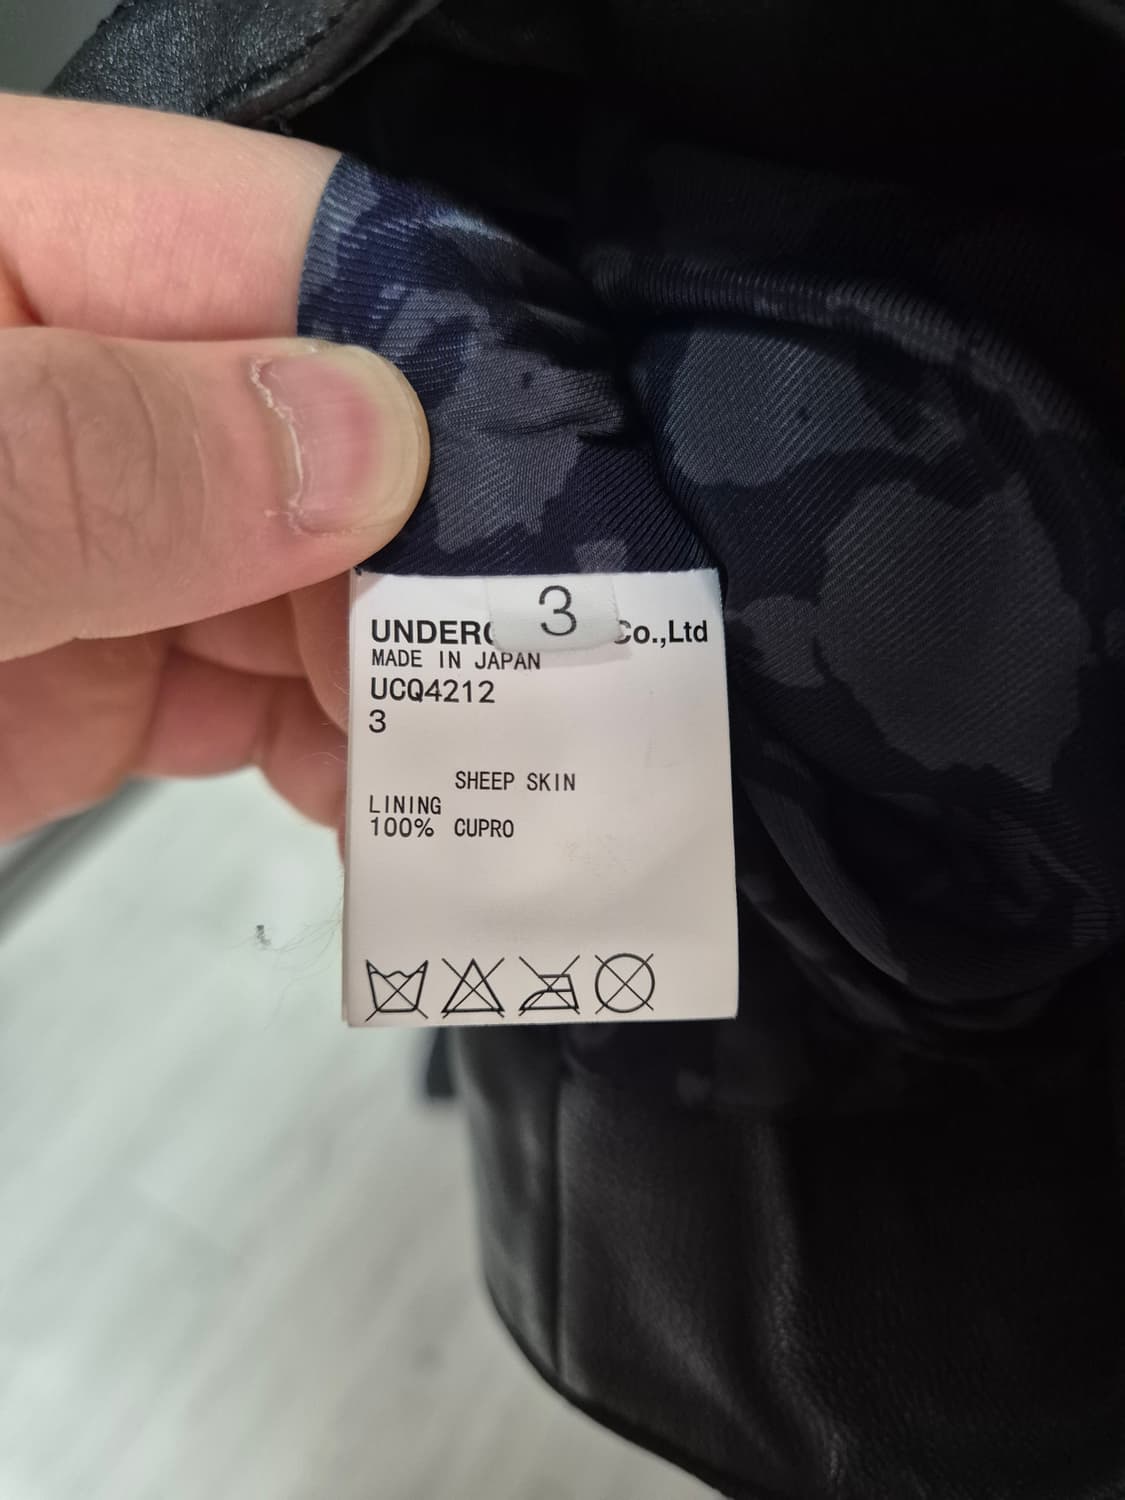 3
UNDERC Co.,Ltd
MADE IN JAPAN
UCQ4212
3
SHEEP SKIN
LINING
100% CUPRO